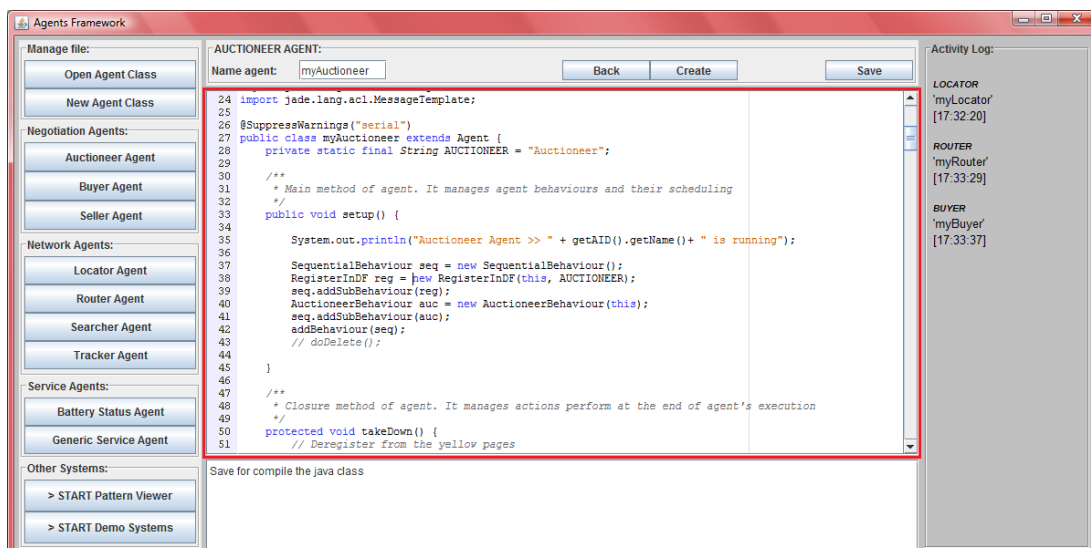 Agents Framework
Manage file:
Open Agent Class
New Agent Class
Negotiation Agents:
Auctioneer Agent
Buyer Agent
Seller Agent
Network Agents:
Locator Agent
Router Agent
Searcher Agent
Tracker Agent
Service Agents:
Battery Status Agent
Generic Service Agent
Other Systems:
> START Pattern Viewer
> START Demo Systems
AUCTIONEER AGENT:
Name agent: myAuctioneer Back Create Save
24 import jade.lang.acl.MessageTemplate;
25
26 @SuppressWarnings("serial")
27 public class myAuctioneer extends Agent {
28 private static final String AUCTIONEER = "Auctioneer";
29
30 /**
31 * Main method of agent. It manages agent behaviours and their scheduling
32 */
33 public void setup() {
34
35 System.out.println("Auctioneer Agent >> " + getAID().getName()+ " is running");
36
37 SequentialBehaviour seq = new SequentialBehaviour();
38 RegisterInDF reg = new RegisterInDF(this, AUCTIONEER);
39 seq.addSubBehaviour(reg);
40 AuctioneerBehaviour auc = new AuctioneerBehaviour(this);
41 seq.addSubBehaviour(auc);
42 addBehaviour(seq);
43 // doDelete();
44
45 }
46
47 /**
48 * Closure method of agent. It manages actions perform at the end of agent's execution
49 */
50 protected void takeDown() {
51 // Deregister from the yellow pages
Save for compile the java class
Activity Log:
LOCATOR
'myLocator'
[17:32:20]
ROUTER
'myRouter'
[17:33:29]
BUYER
'myBuyer'
[17:33:37]